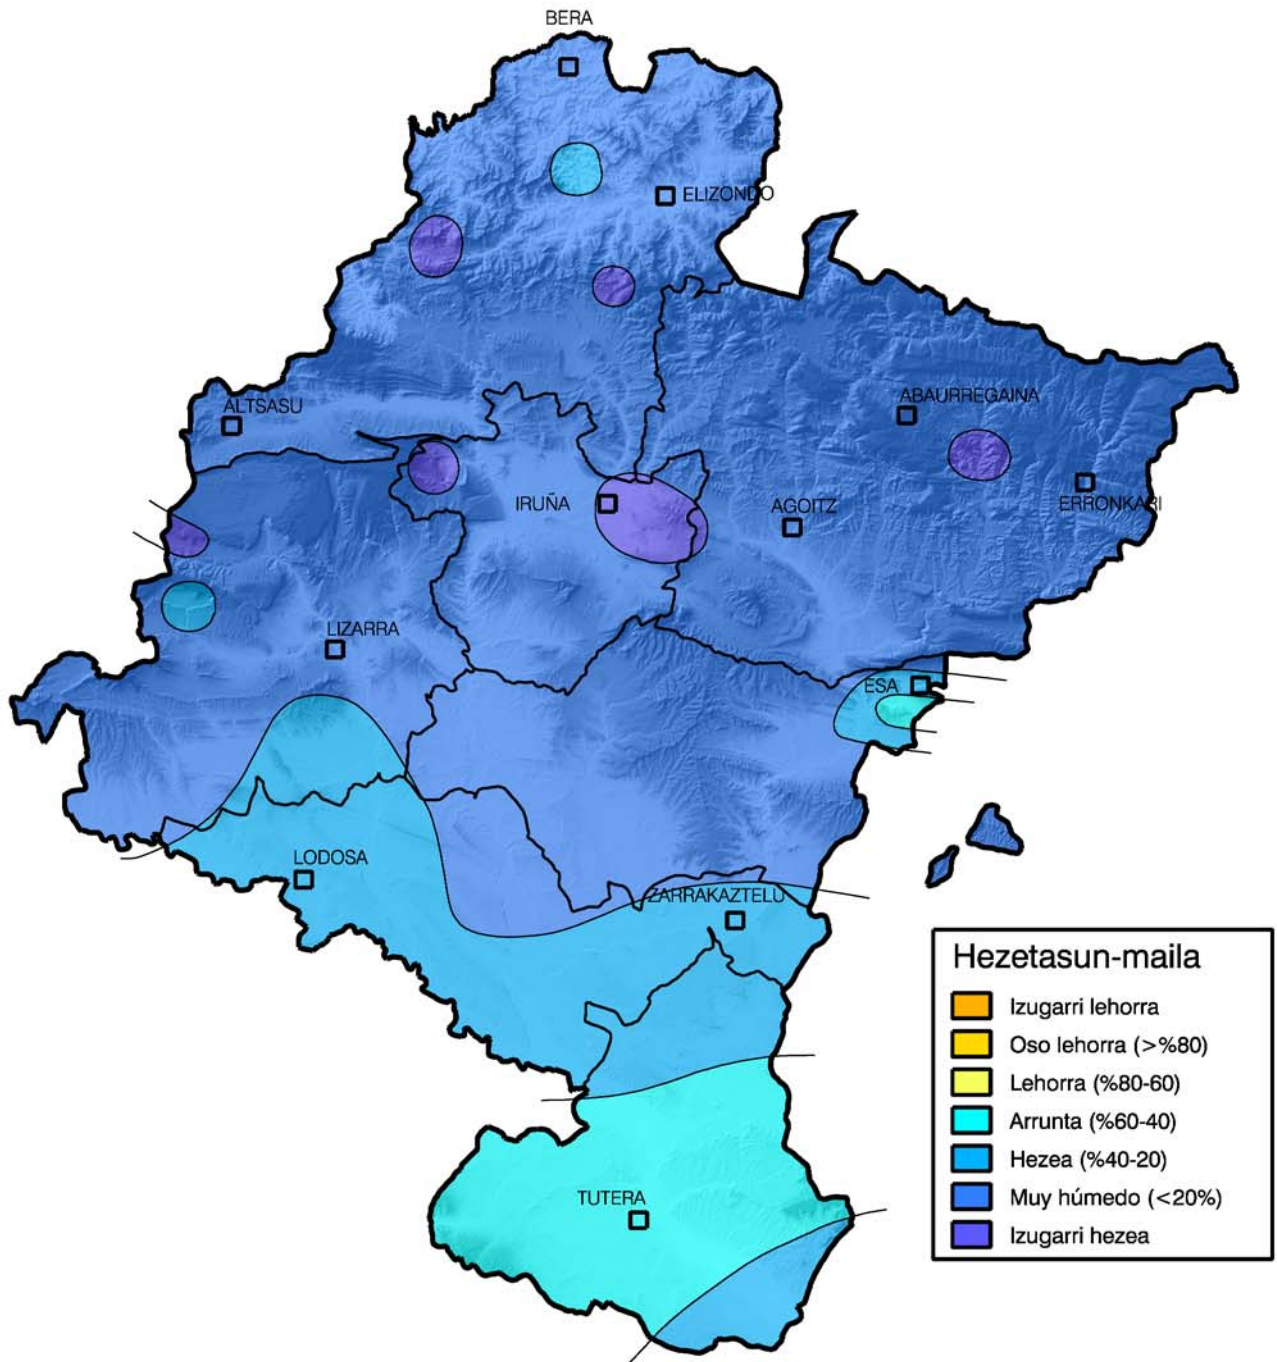 BERA
ELIZONDO
ALTSASU
ABAURREGAINA
IRUÑA
AGOITZ
ERRONKARI
LIZARRA
ESA
LODOSA
ZARRAKAZTELU
TUTERA
Hezetasun-maila
Izugarri lehorra
Oso lehorra (>%80)
Lehorra (%80-60)
Arrunta (%60-40)
Hezea (%40-20)
Muy húmedo (<20%)
Izugarri hezea